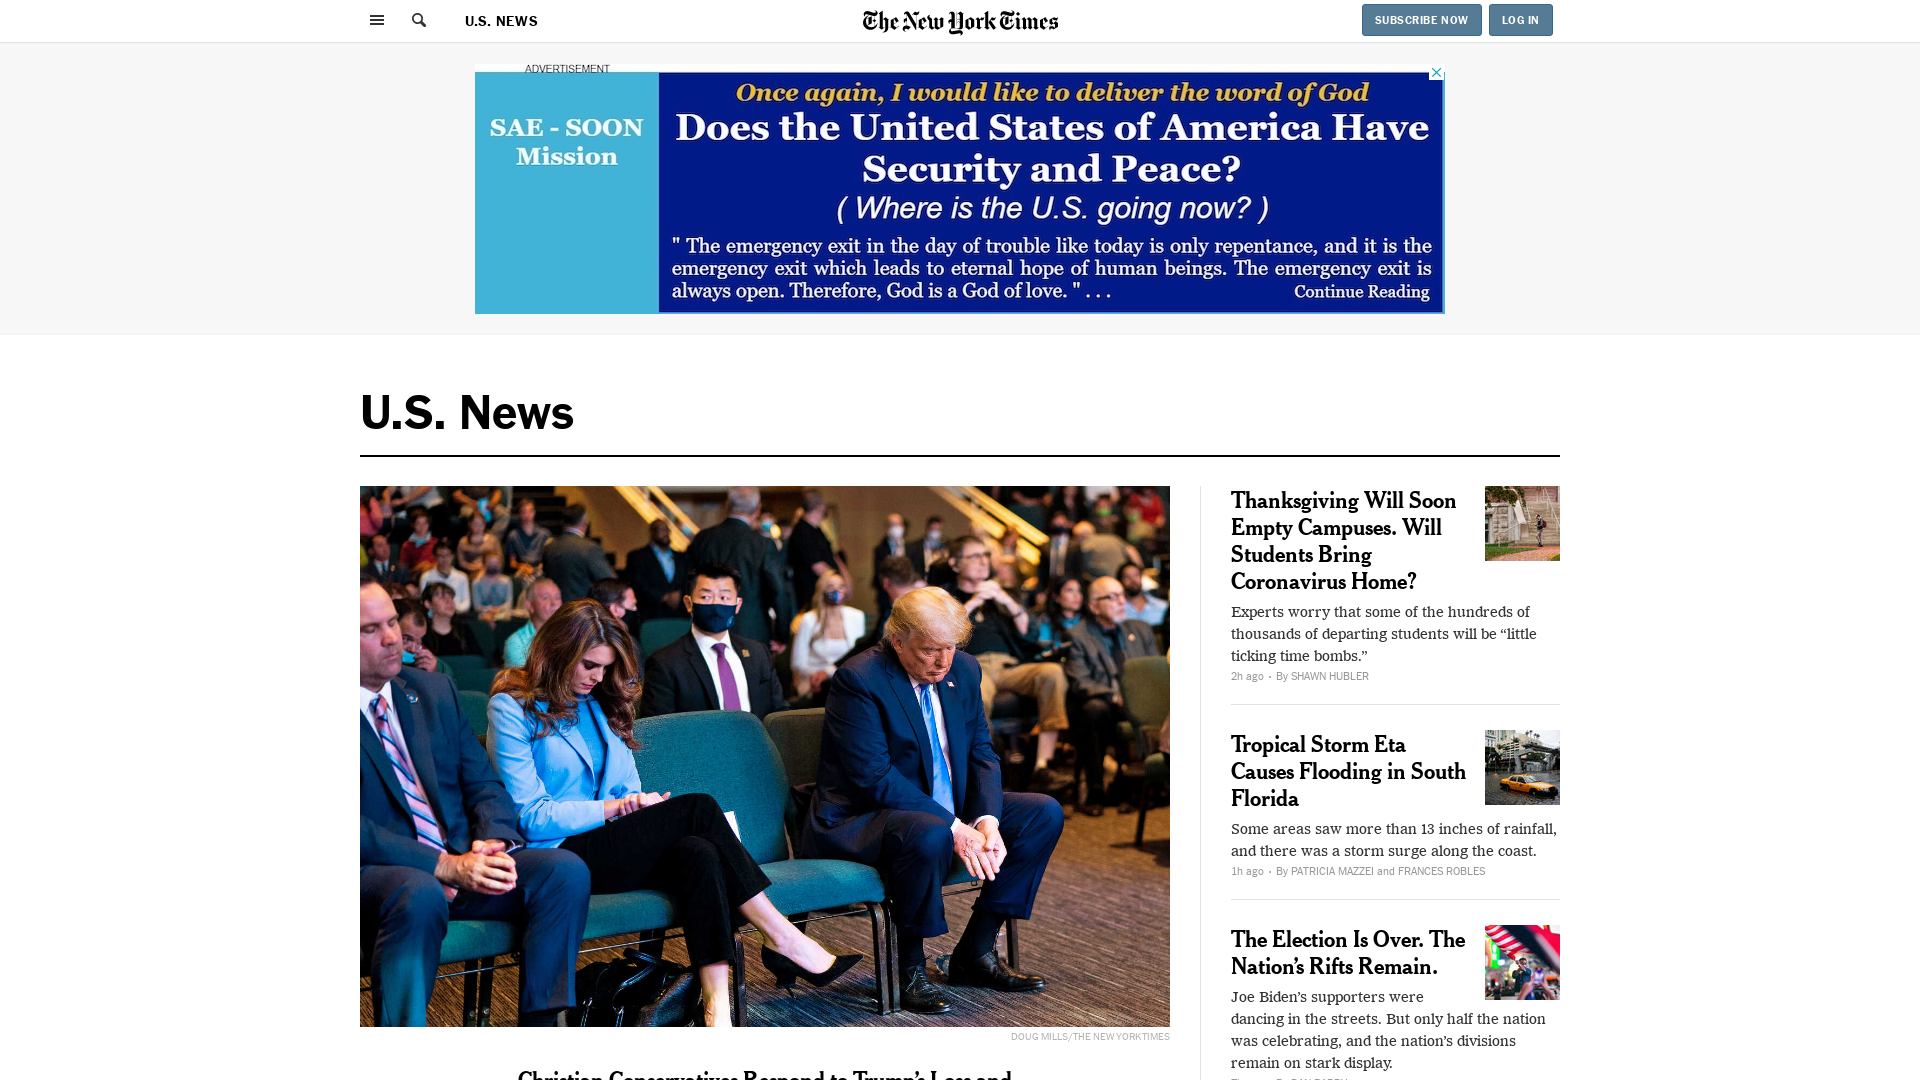 U.S. NEWS
The New York Times
SUBSCRIBE NOW
LOG IN
ADVERTISEMENT
SAE - SOON
Mission
Once again, I would like to deliver the word of God
Does the United States of America Have
Security and Peace?
( Where is the U.S. going now? )
" The emergency exit in the day of trouble like today is only repentance, and it is the
emergency exit which leads to eternal hope of human beings. The emergency exit is
always open. Therefore, God is a God of love. " . . .
Continue Reading
U.S. News
DOUG MILLS/THE NEW YORK TIMES
Christian Conservatives Respond to Trump’s Loss and
Thanksgiving Will Soon
Empty Campuses. Will
Students Bring
Coronavirus Home?
Experts worry that some of the hundreds of
thousands of departing students will be “little
ticking time bombs.”
2h ago · By SHAWN HUBLER
Tropical Storm Eta
Causes Flooding in South
Florida
Some areas saw more than 13 inches of rainfall,
and there was a storm surge along the coast.
1h ago · By PATRICIA MAZZEI and FRANCES ROBLES
The Election Is Over. The
Nation’s Rifts Remain.
Joe Biden’s supporters were
dancing in the streets. But only half the nation
was celebrating, and the nation’s divisions
remain on stark display.